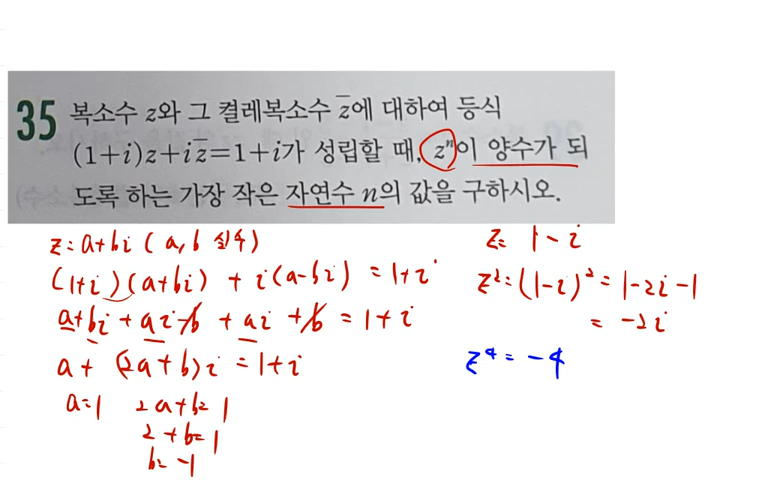 35 복소수 z와 그 켤레복소수 z̄에 대하여 등식
(1+i)z+iz̄=1+i가 성립할 때, zⁿ이 양수가 되
도록 하는 가장 작은 자연수 n의 값을 구하시오.
z=a+bi (a, b 실수)
(1+i)(a+bi) + i(a-bi) = 1+i
a+bi+ai-b+ai+b = 1+i
a+ (2a+b)i = 1+i
a=1 2a+b=1
2+b=1
b=-1
z= 1-i
z²=(1-i)²=1-2i-1
= -2i
z⁴=-4